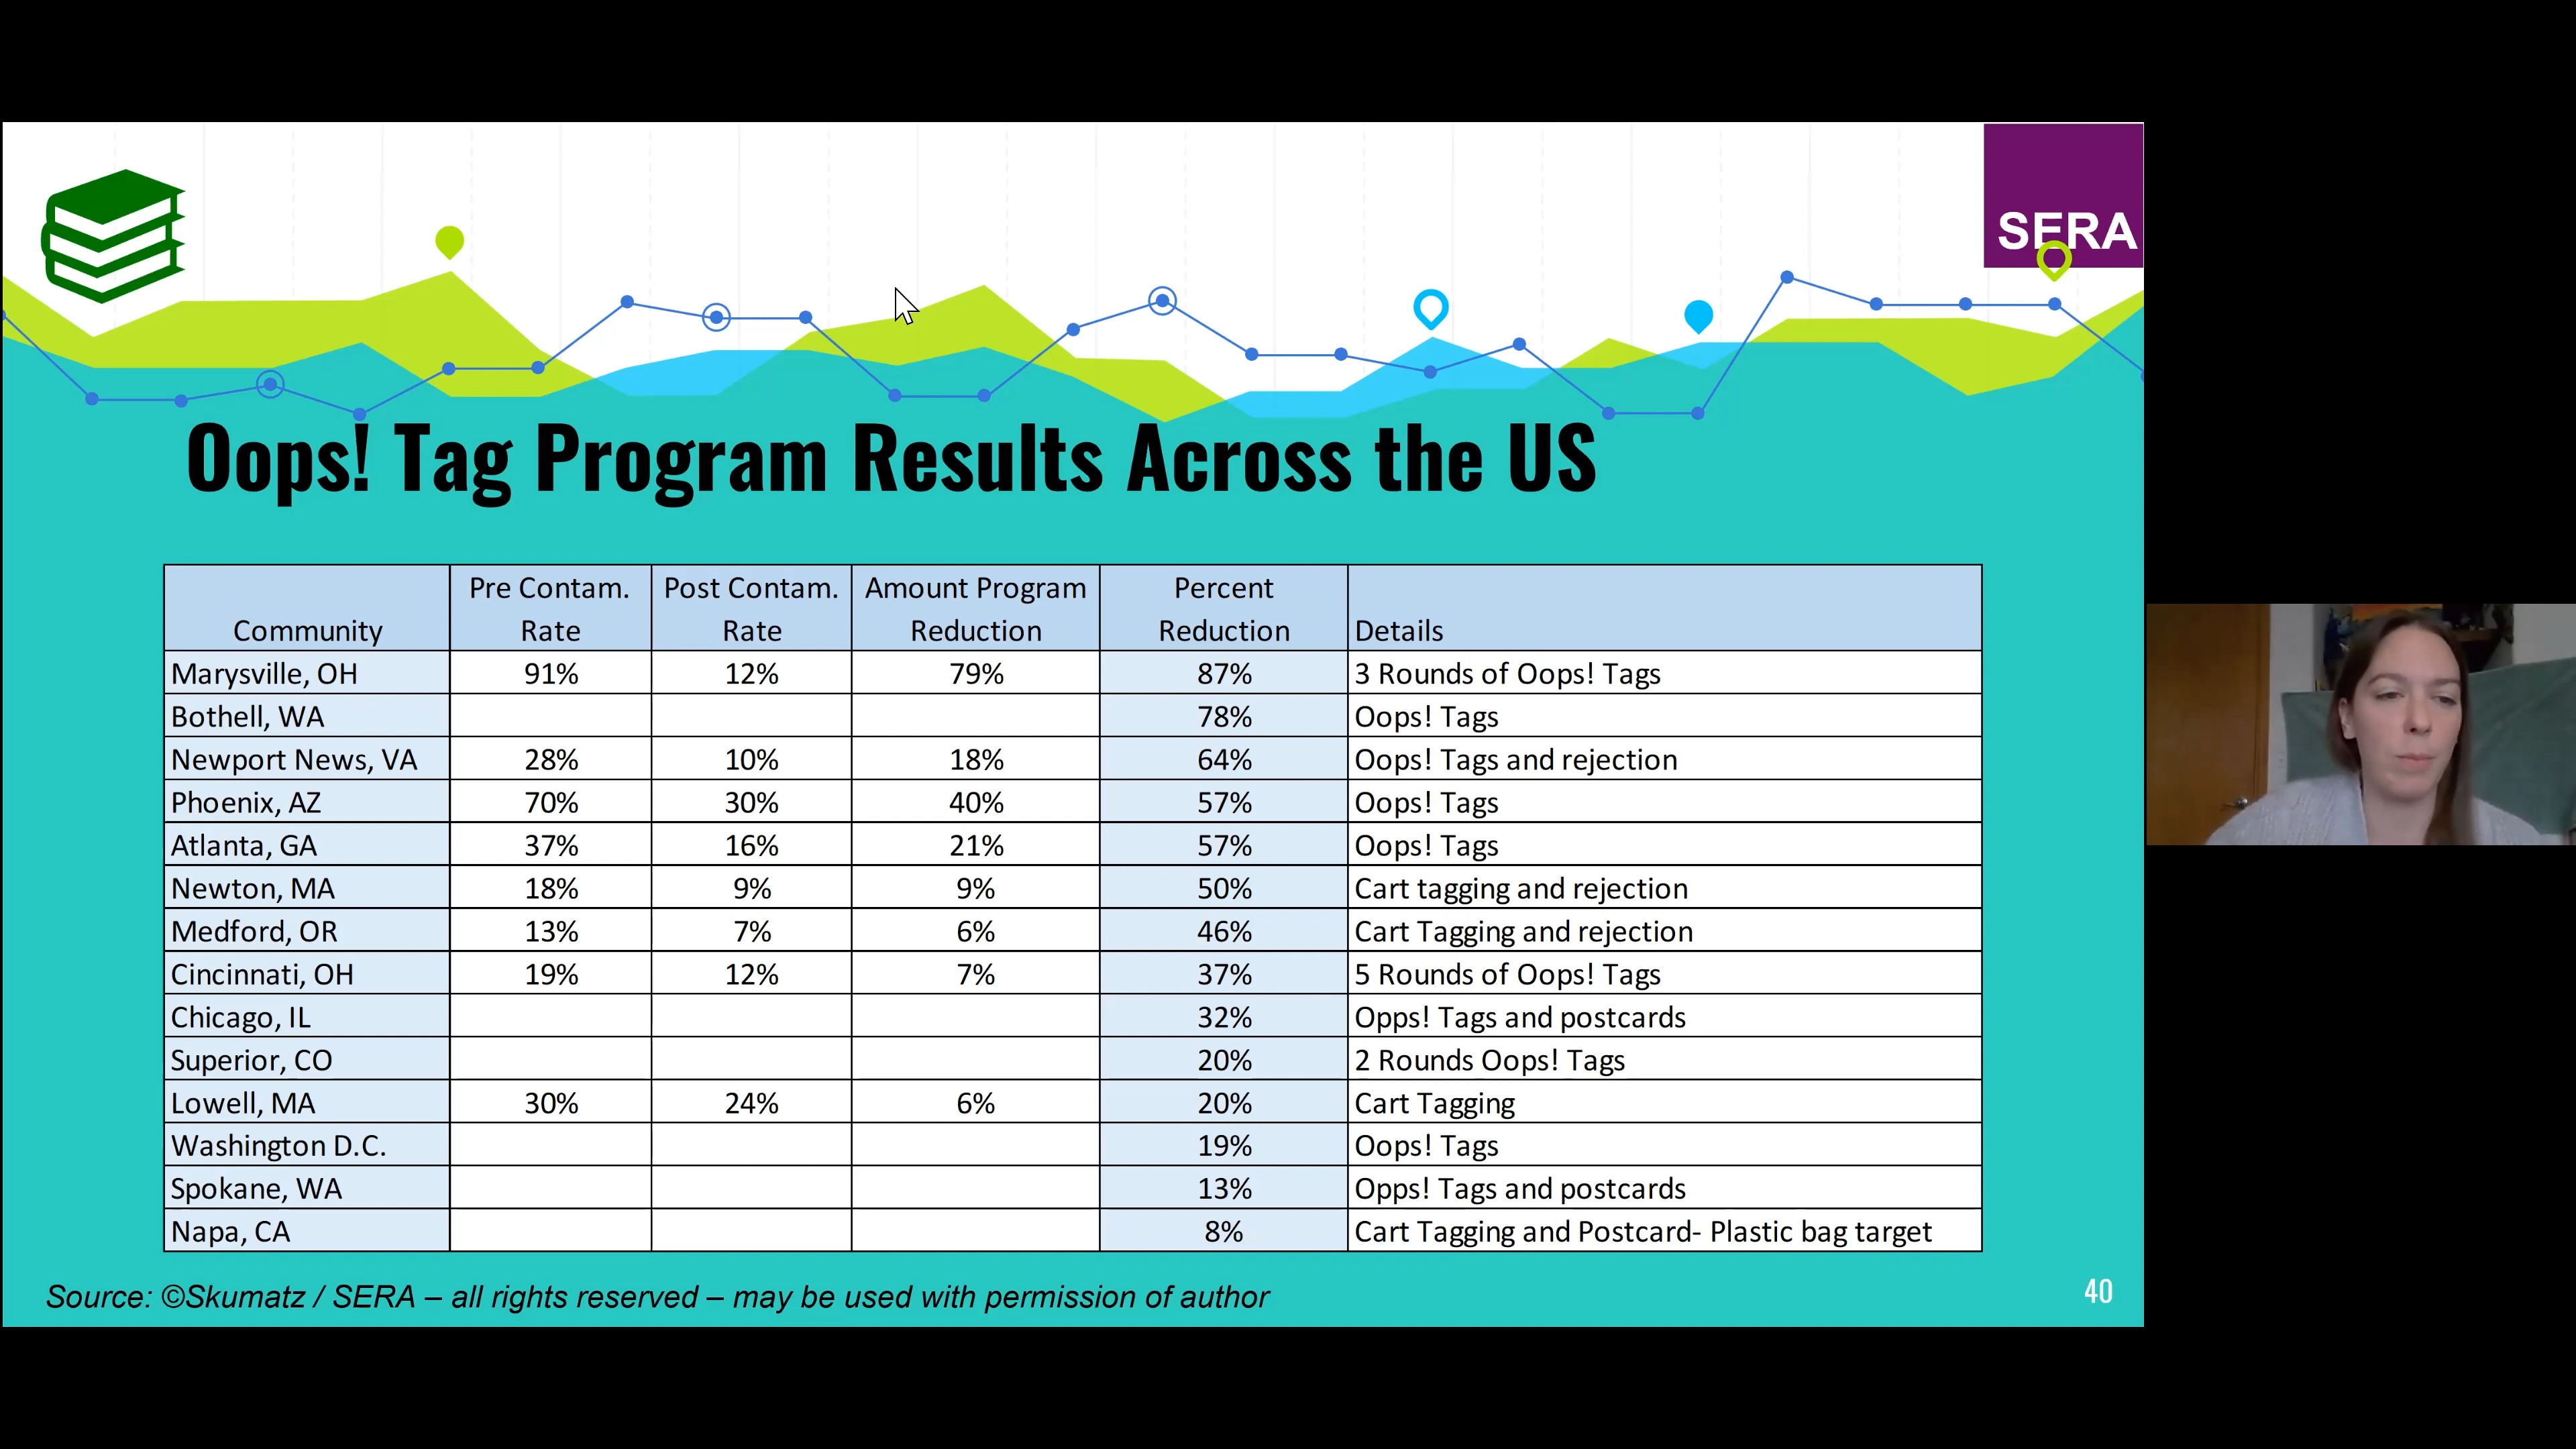 SERA
Oops! Tag Program Results Across the US
Community Pre Contam. Rate Post Contam. Rate Amount Program Reduction Percent Reduction Details
Marysville, OH 91% 12% 79% 87% 3 Rounds of Oops! Tags
Bothell, WA 78% Oops! Tags
Newport News, VA 28% 10% 18% 64% Oops! Tags and rejection
Phoenix, AZ 70% 30% 40% 57% Oops! Tags
Atlanta, GA 37% 16% 21% 57% Oops! Tags
Newton, MA 18% 9% 9% 50% Cart tagging and rejection
Medford, OR 13% 7% 6% 46% Cart Tagging and rejection
Cincinnati, OH 19% 12% 7% 37% 5 Rounds of Oops! Tags
Chicago, IL 32% Opps! Tags and postcards
Superior, CO 20% 2 Rounds Oops! Tags
Lowell, MA 30% 24% 6% 20% Cart Tagging
Washington D.C. 19% Oops! Tags
Spokane, WA 13% Opps! Tags and postcards
Napa, CA 8% Cart Tagging and Postcard- Plastic bag target
Source: ©Skumatz / SERA – all rights reserved – may be used with permission of author
40